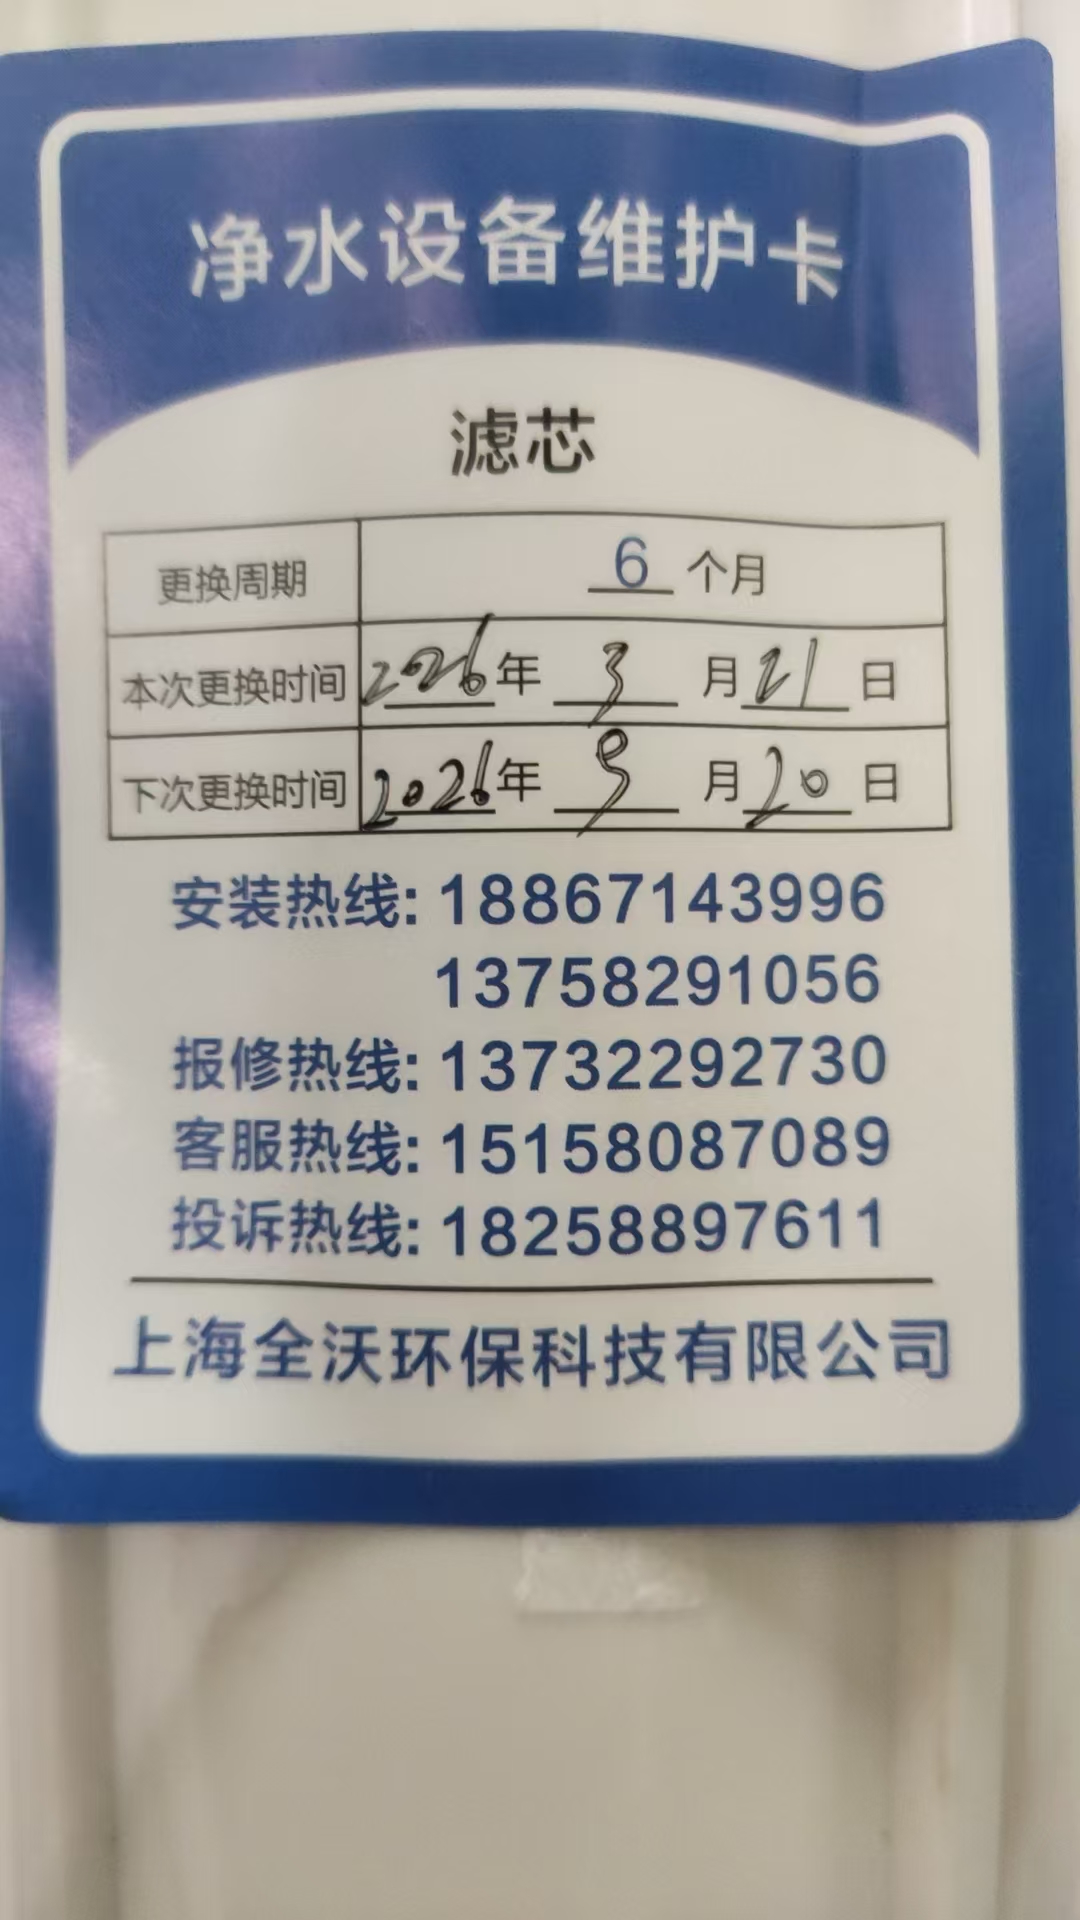 净水设备维护卡
滤芯
更换周期 6 个月
本次更换时间 2026年 3 月 21 日
下次更换时间 2026年 9 月 20 日
安装热线: 18867143996
13758291056
报修热线: 13732292730
客服热线: 15158087089
投诉热线: 18258897611
上海全沃环保科技有限公司